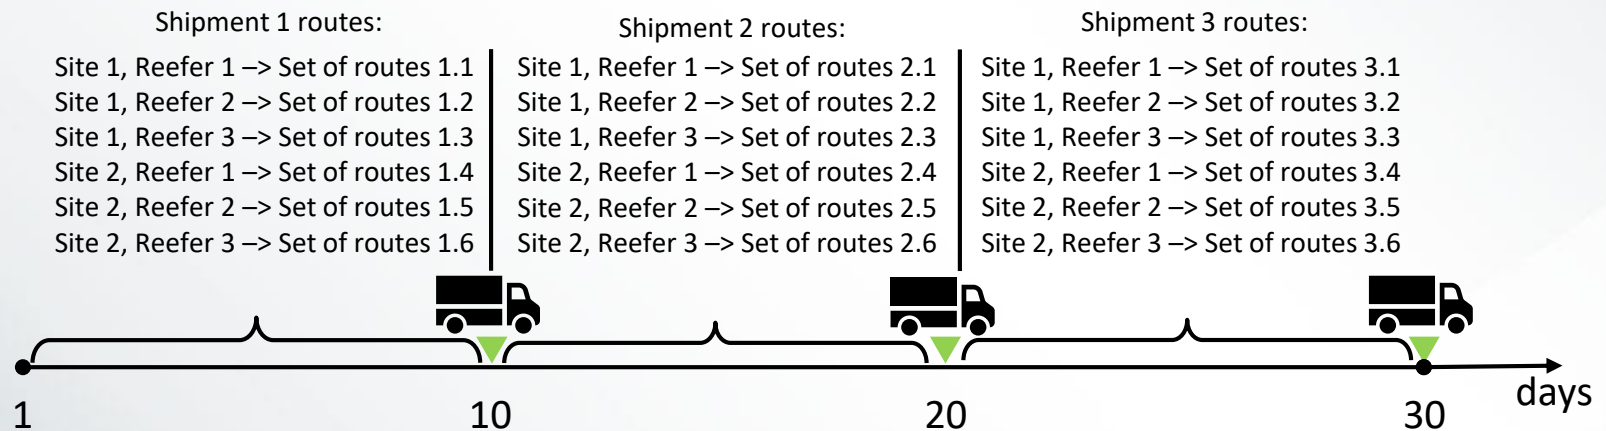 Shipment 1 routes:
Site 1, Reefer 1 –> Set of routes 1.1
Site 1, Reefer 2 –> Set of routes 1.2
Site 1, Reefer 3 –> Set of routes 1.3
Site 2, Reefer 1 –> Set of routes 1.4
Site 2, Reefer 2 –> Set of routes 1.5
Site 2, Reefer 3 –> Set of routes 1.6
Shipment 2 routes:
Site 1, Reefer 1 –> Set of routes 2.1
Site 1, Reefer 2 –> Set of routes 2.2
Site 1, Reefer 3 –> Set of routes 2.3
Site 2, Reefer 1 –> Set of routes 2.4
Site 2, Reefer 2 –> Set of routes 2.5
Site 2, Reefer 3 –> Set of routes 2.6
Shipment 3 routes:
Site 1, Reefer 1 –> Set of routes 3.1
Site 1, Reefer 2 –> Set of routes 3.2
Site 1, Reefer 3 –> Set of routes 3.3
Site 2, Reefer 1 –> Set of routes 3.4
Site 2, Reefer 2 –> Set of routes 3.5
Site 2, Reefer 3 –> Set of routes 3.6
1
10
20
30
days